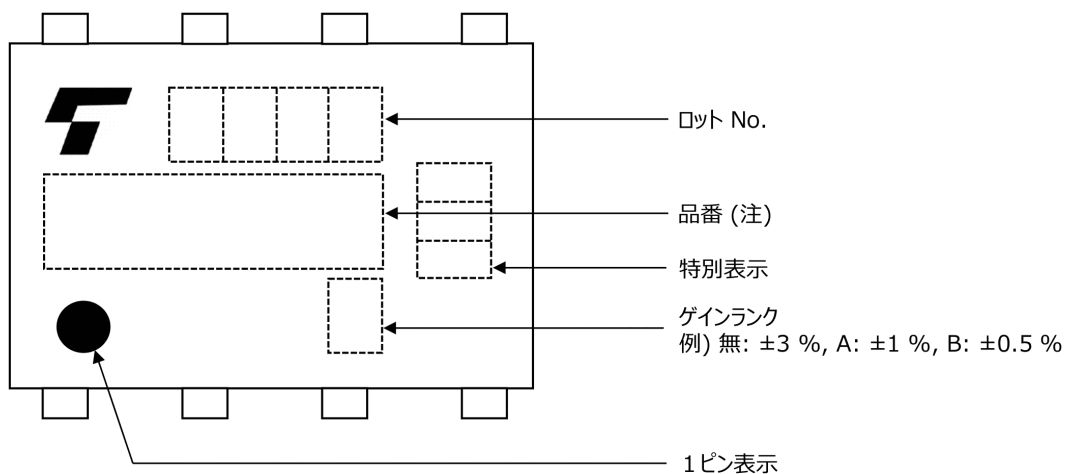 ロット No.
品番 (注)
特別表示
ゲインランク
例) 無: ±3 %, A: ±1 %, B: ±0.5 %
1ピン表示